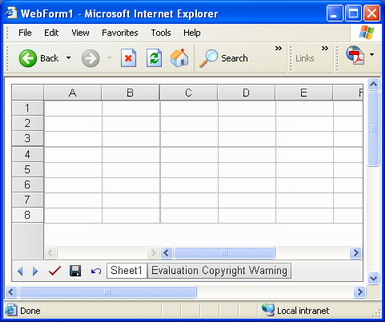 WebForm1 - Microsoft Internet Explorer
File Edit View Favorites Tools Help
Back Search » Links »
A B C D E F
1
2
3
4
5
6
7
8
Sheet1 Evaluation Copyright Warning
Done Local intranet